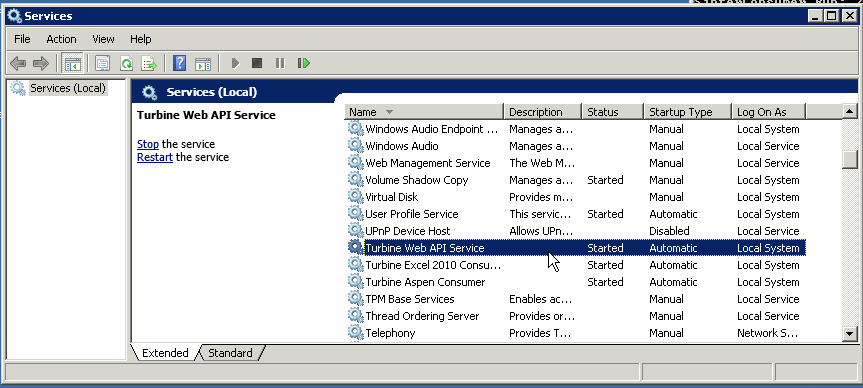 Services
File Action View Help
Services (Local)
Services (Local)
Turbine Web API Service
Stop the service
Restart the service
Name Description Status Startup Type Log On As
Windows Audio Endpoint ... Manages a... Manual Local System
Windows Audio Manages a... Manual Local Service
Web Management Service The Web M... Manual Local Service
Volume Shadow Copy Manages a... Started Manual Local System
Virtual Disk Provides m... Manual Local System
User Profile Service This servic... Started Automatic Local System
UPnP Device Host Allows UPn... Disabled Local Service
Turbine Web API Service Started Automatic Local System
Turbine Excel 2010 Consu... Started Automatic Local System
Turbine Aspen Consumer Started Automatic Local System
TPM Base Services Enables ac... Manual Local Service
Thread Ordering Server Provides or... Manual Local Service
Telephony Provides T... Manual Network S...
Extended Standard